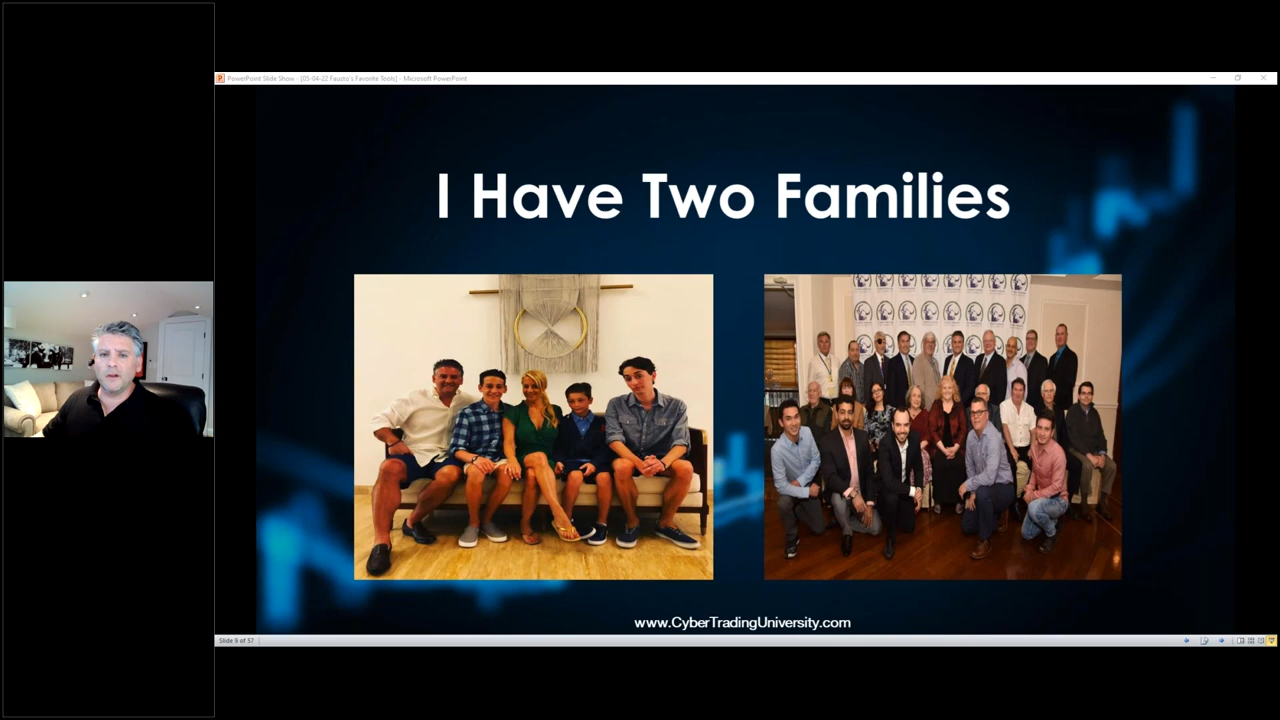 PowerPoint Slide Show - [05-04-22 Fausto's Favorite Tools] - Microsoft PowerPoint
I Have Two Families
www.CyberTradingUniversity.com
Slide 9 of 57